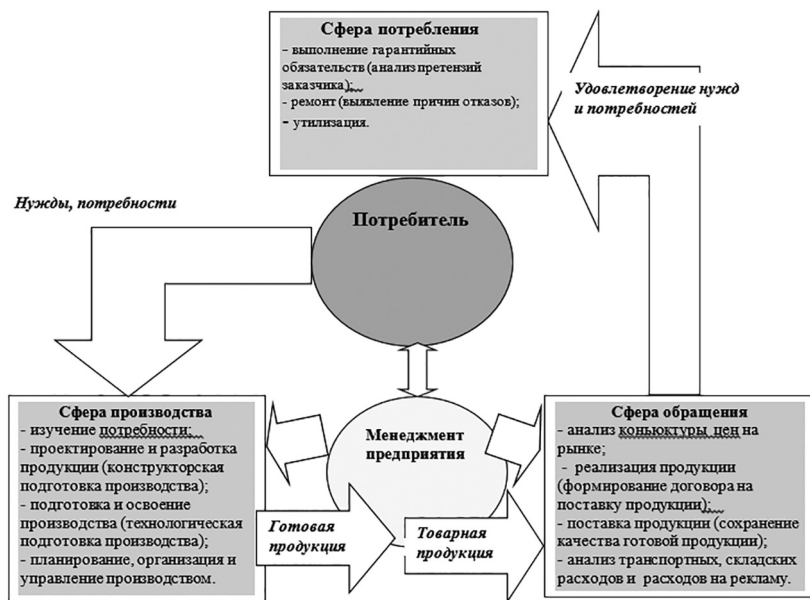 Сфера потребления
- выполнение гарантийных
обязательств (анализ претензий
заказчика);
- ремонт (выявление причин отказов);
- утилизация.
Удовлетворение нужд
и потребностей
Нужды, потребности
Потребитель
Сфера производства
- изучение потребности;
- проектирование и разработка
продукции (конструкторская
подготовка производства);
- подготовка и освоение
производства (технологическая
подготовка производства);
- планирование, организация и
управление производством.
Менеджмент
предприятия
Готовая
продукция
Товарная
продукция
Сфера обращения
- анализ коньюктуры цен на
рынке;
- реализация продукции
(формирование договора на
поставку продукции);
- поставка продукции (сохранение
качества готовой продукции);
- анализ транспортных, складских
расходов и расходов на рекламу.